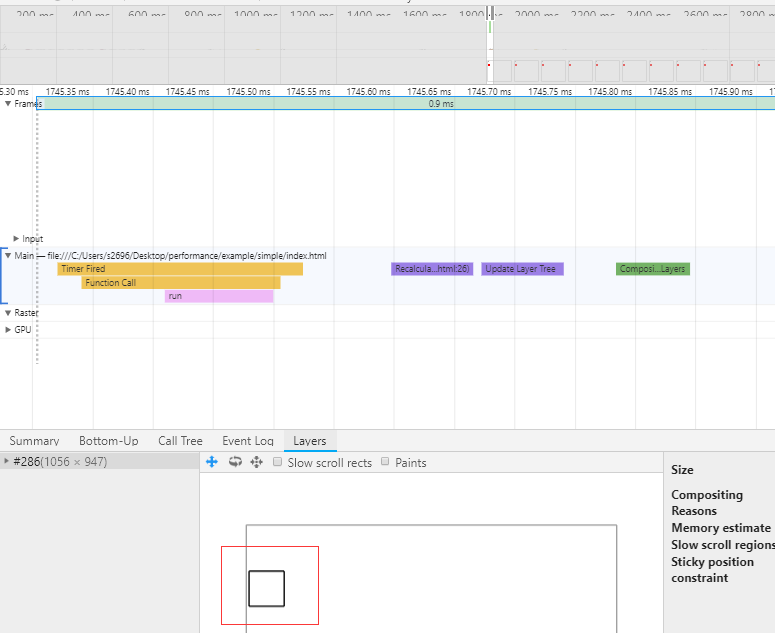 200 ms 400 ms 600 ms 800 ms 1000 ms 1200 ms 1400 ms 1600 ms 1800 ms 2000 ms 2200 ms 2400 ms 2600 ms 2800 m
5.30 ms 1745.35 ms 1745.40 ms 1745.45 ms 1745.50 ms 1745.55 ms 1745.60 ms 1745.65 ms 1745.70 ms 1745.75 ms 1745.80 ms 1745.85 ms 1745.90 ms 17
Frames 0.9 ms
Input
Main — file:///C:/Users/s2696/Desktop/performance/example/simple/index.html
Timer Fired Recalcula...html:26) Update Layer Tree Composi...Layers
Function Call
run
Raster
GPU
Summary Bottom-Up Call Tree Event Log Layers
#286(1056 × 947) Slow scroll rects Paints
Size
Compositing
Reasons
Memory estimate
Slow scroll regions
Sticky position
constraint